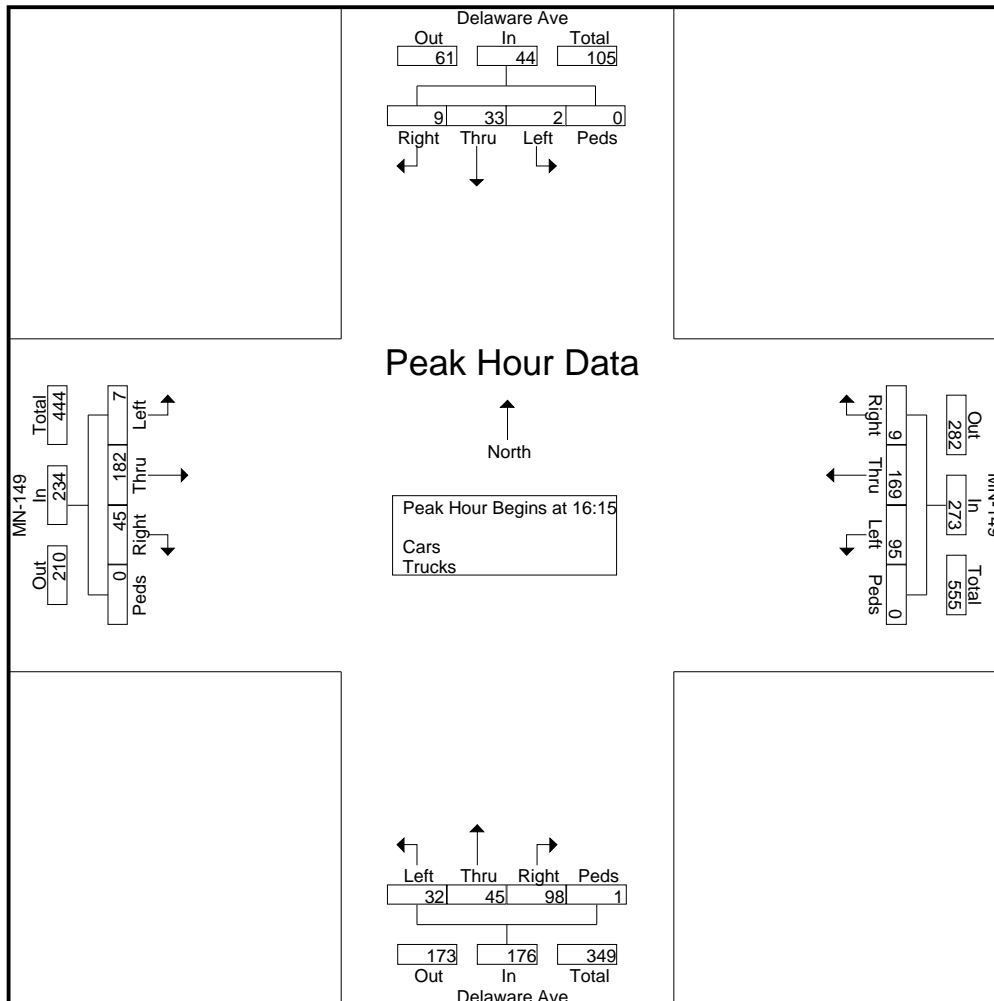 Delaware Ave
Out In Total
61 44 105
9 33 2 0
Right Thru Left Peds
Peak Hour Data
North
Peak Hour Begins at 16:15
Cars
Trucks
MN-149
Out In Total
210 234 444
7 182 45 0
Left Thru Right Peds
Right Thru Left Peds
9 169 95 0
Out In Total
282 273 555
MN-149
Left Thru Right Peds
32 45 98 1
173 176 349
Out In Total
Delaware Ave